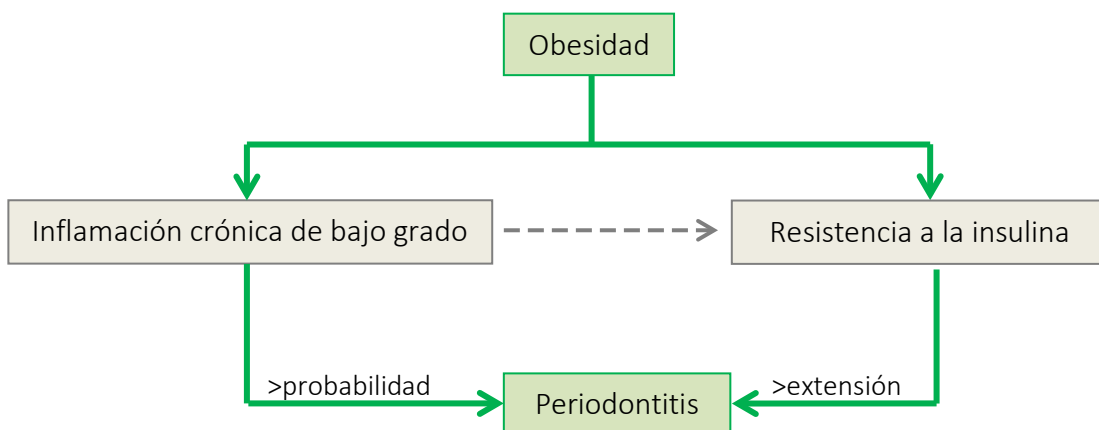 Obesidad
Inflamación crónica de bajo grado
Resistencia a la insulina
>probabilidad
Periodontitis
>extensión